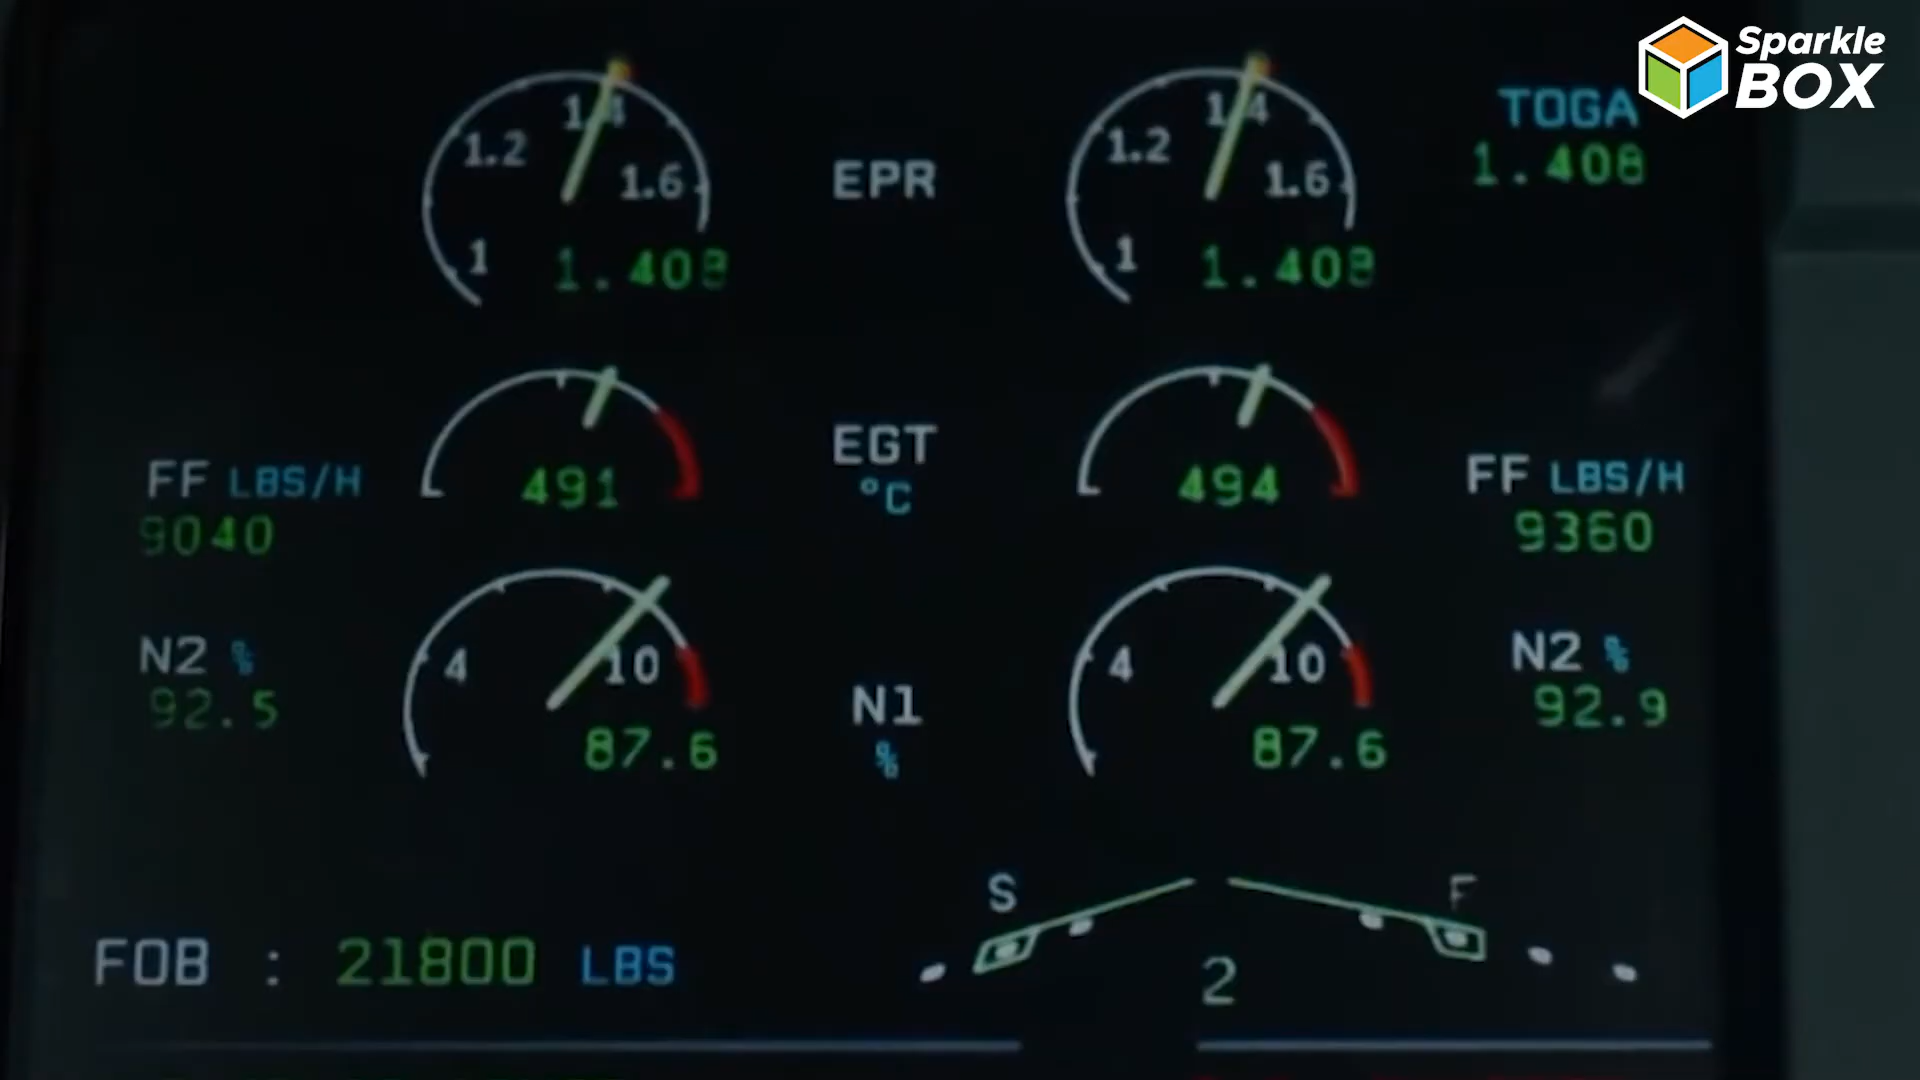 Sparkle
BOX
TOGA
1.408
1.2 1.4 1.6 1
1.408
EPR
1.2 1.4 1.6 1
1.408
491
EGT
°C
494
FF LBS/H
9040
FF LBS/H
9360
N2 %
92.5
4 10
87.6
N1
%
4 10
87.6
N2 %
92.9
S F
2
FOB : 21800 LBS